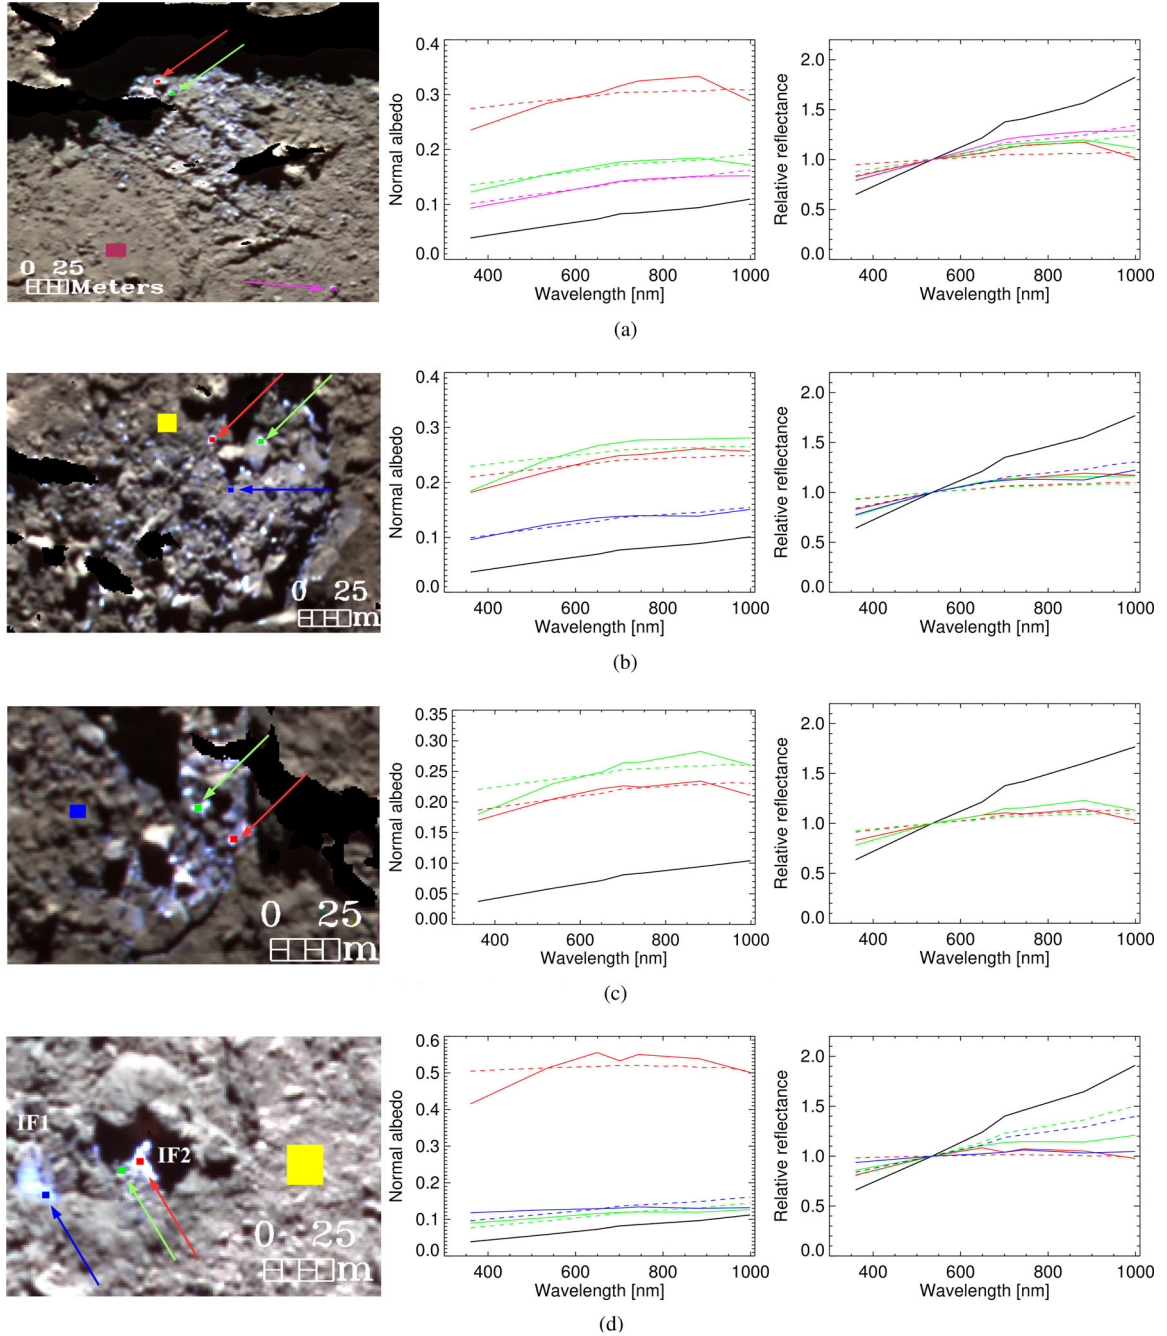 0 25
Meters
0.4
0.3
0.2
0.1
0.0
Normal albedo
400 600 800 1000
Wavelength [nm]
2.0
1.5
1.0
0.5
0.0
Relative reflectance
400 600 800 1000
Wavelength [nm]
(a)
0 25
m
0.4
0.3
0.2
0.1
0.0
Normal albedo
400 600 800 1000
Wavelength [nm]
2.0
1.5
1.0
0.5
0.0
Relative reflectance
400 600 800 1000
Wavelength [nm]
(b)
0 25
m
0.35
0.30
0.25
0.20
0.15
0.10
0.05
0.00
Normal albedo
400 600 800 1000
Wavelength [nm]
2.0
1.5
1.0
0.5
0.0
Relative reflectance
400 600 800 1000
Wavelength [nm]
(c)
IF1
IF2
0 25
m
0.6
0.5
0.4
0.3
0.2
0.1
0.0
Normal albedo
400 600 800 1000
Wavelength [nm]
2.0
1.5
1.0
0.5
0.0
Relative reflectance
400 600 800 1000
Wavelength [nm]
(d)